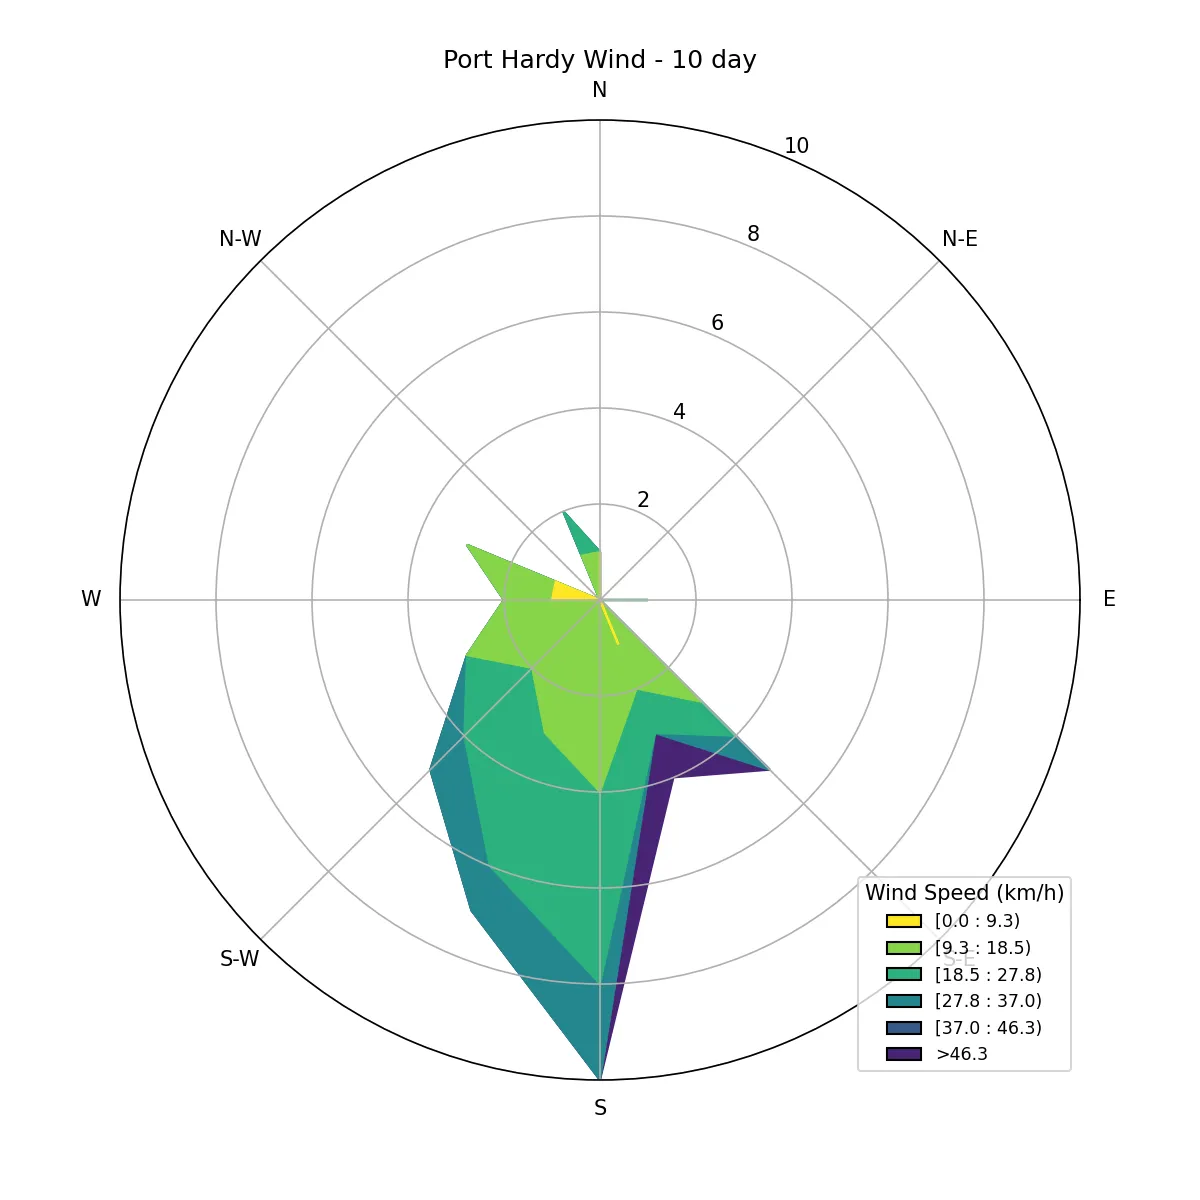 Port Hardy Wind - 10 day
N
10
N-W
N-E
8
6
4
2
W
E
Wind Speed (km/h)
[0.0 : 9.3)
[9.3 : 18.5)
S-W
S-E
[18.5 : 27.8)
[27.8 : 37.0)
[37.0 : 46.3)
>46.3
S